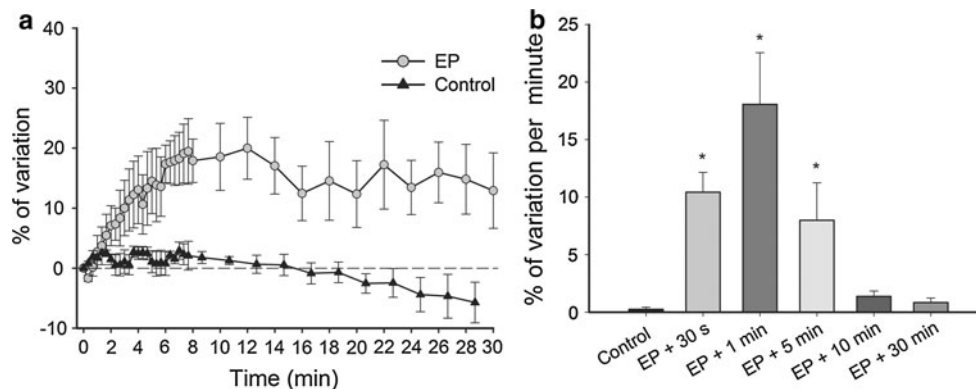 a
% of variation
40
30
20
10
0
-10
EP
Control
0 2 4 6 8 10 12 14 16 18 20 22 24 26 28 30
Time (min)
b
% of variation per minute
25
20
15
10
5
0
*
*
*
Control
EP + 30 s
EP + 1 min
EP + 5 min
EP + 10 min
EP + 30 min